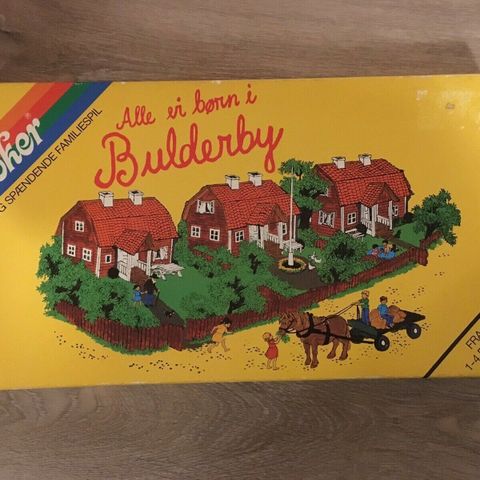 Alle vi børn i
Bulderby
SPÆNDENDE FAMILIESPIL
FRA
1-4